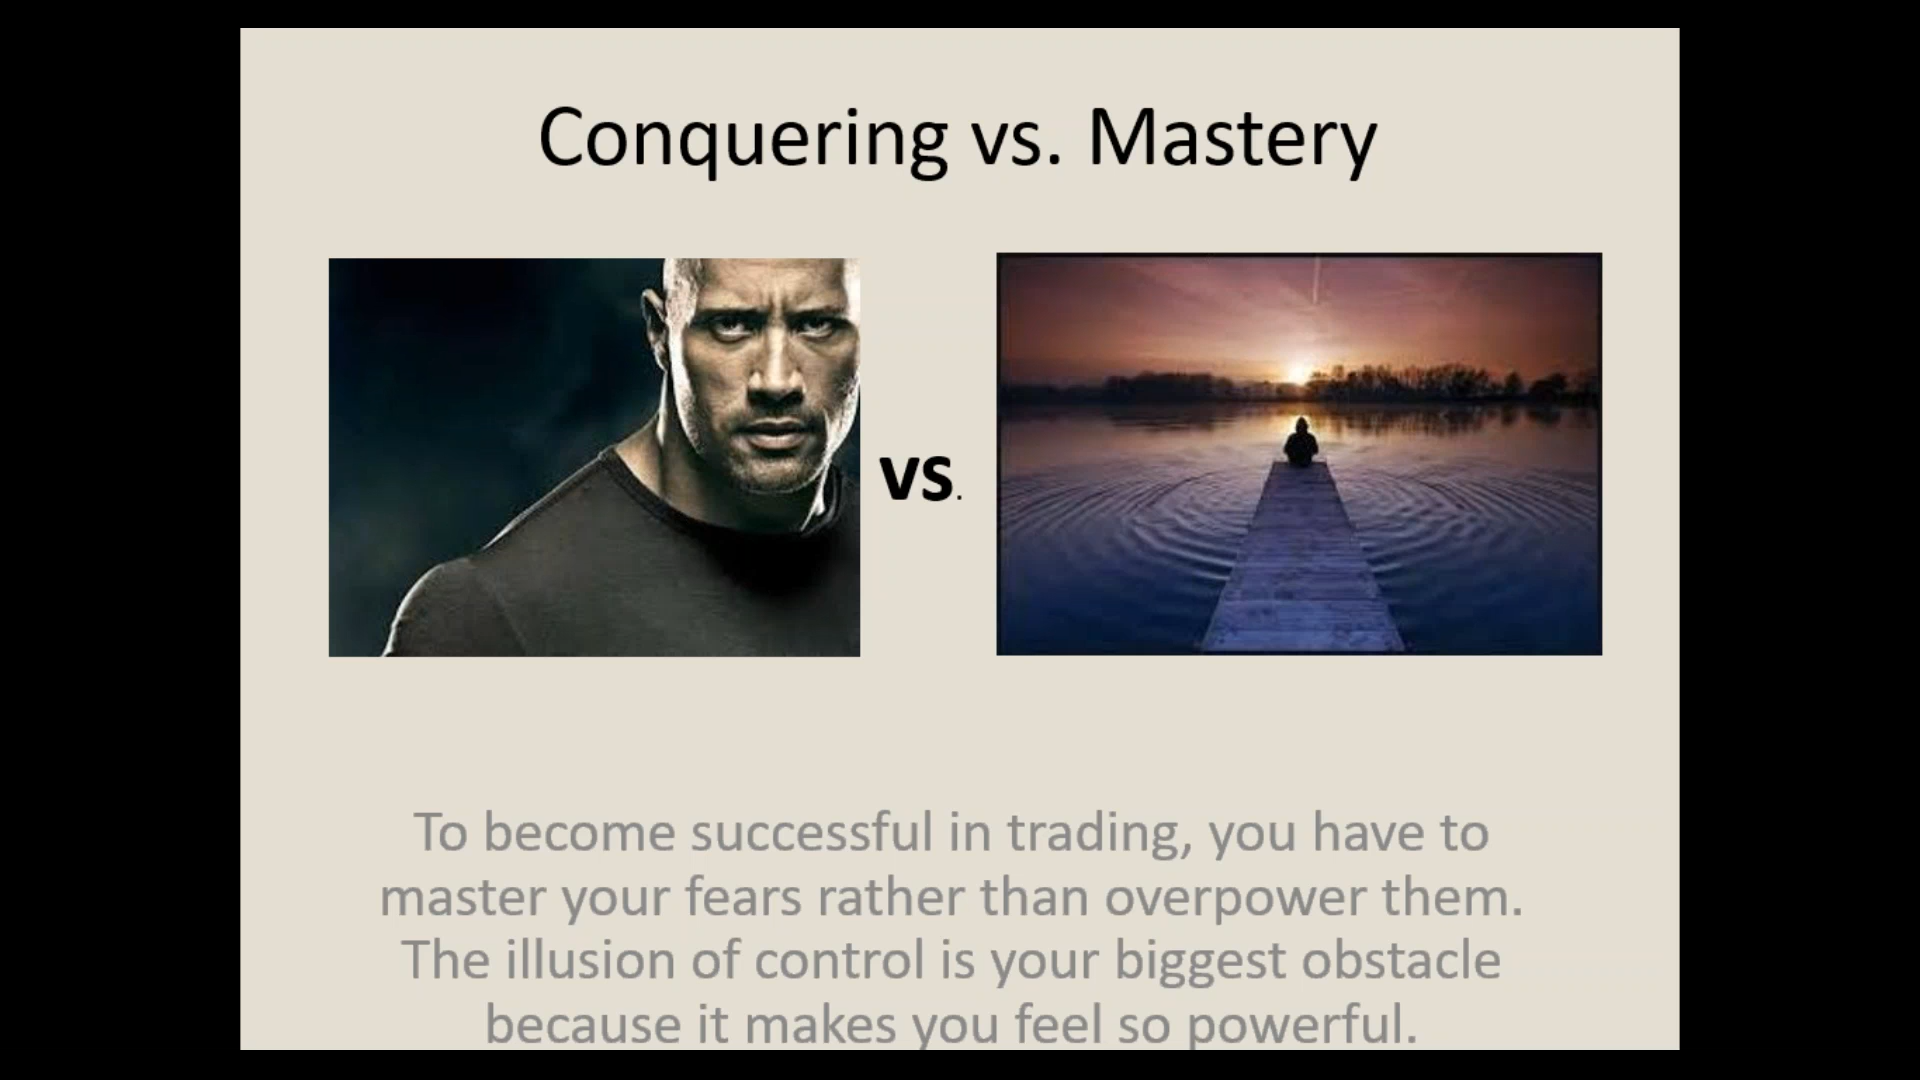 Conquering vs. Mastery
vs.
To become successful in trading, you have to
master your fears rather than overpower them.
The illusion of control is your biggest obstacle
because it makes you feel so powerful.